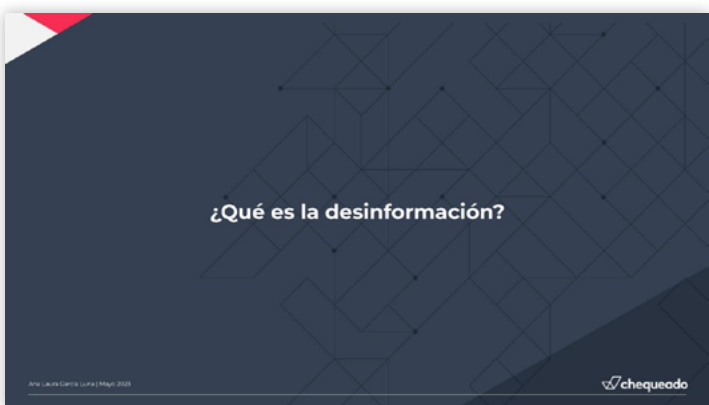 ¿Qué es la desinformación?
Ana Laura García Luna | Mayo 2023
chequeado